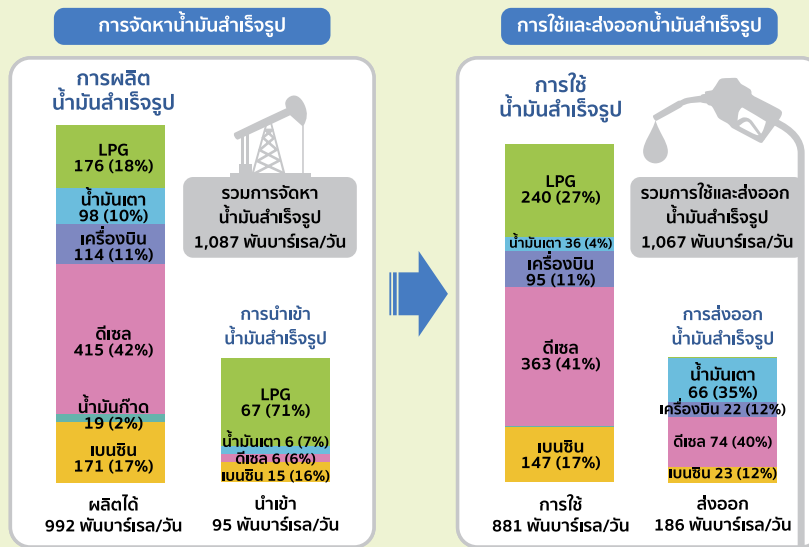 การจัดหาน้ำมันสำเร็จรูป
การผลิต
น้ำมันสำเร็จรูป
LPG
176 (18%)
น้ำมันเตา
98 (10%)
เครื่องบิน
114 (11%)
ดีเซล
415 (42%)
น้ำมันก๊าด
19 (2%)
เบนซิน
171 (17%)
ผลิตได้
992 พันบาร์เรล/วัน
รวมการจัดหา
น้ำมันสำเร็จรูป
1,087 พันบาร์เรล/วัน
การนำเข้า
น้ำมันสำเร็จรูป
LPG
67 (71%)
น้ำมันเตา 6 (7%)
ดีเซล 6 (6%)
เบนซิน 15 (16%)
นำเข้า
95 พันบาร์เรล/วัน
การใช้และส่งออกน้ำมันสำเร็จรูป
การใช้
น้ำมันสำเร็จรูป
LPG
240 (27%)
น้ำมันเตา 36 (4%)
เครื่องบิน
95 (11%)
ดีเซล
363 (41%)
เบนซิน
147 (17%)
การใช้
881 พันบาร์เรล/วัน
รวมการใช้และส่งออก
น้ำมันสำเร็จรูป
1,067 พันบาร์เรล/วัน
การส่งออก
น้ำมันสำเร็จรูป
น้ำมันเตา
66 (35%)
เครื่องบิน 22 (12%)
ดีเซล 74 (40%)
เบนซิน 23 (12%)
ส่งออก
186 พันบาร์เรล/วัน